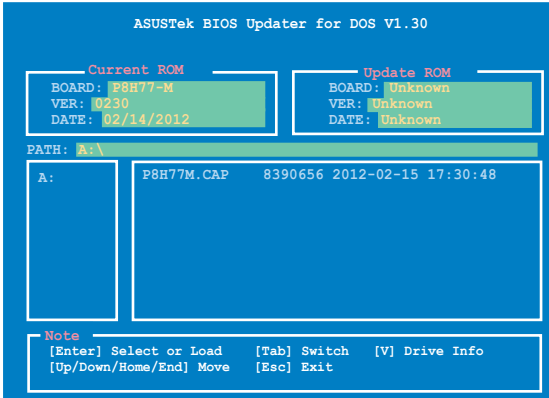 ASUSTek BIOS Updater for DOS V1.30
Current ROM
BOARD: P8H77-M
VER: 0230
DATE: 02/14/2012
Update ROM
BOARD: Unknown
VER: Unknown
DATE: Unknown
PATH: A:\
A:
P8H77M.CAP 8390656 2012-02-15 17:30:48
Note
[Enter] Select or Load [Tab] Switch [V] Drive Info
[Up/Down/Home/End] Move [Esc] Exit